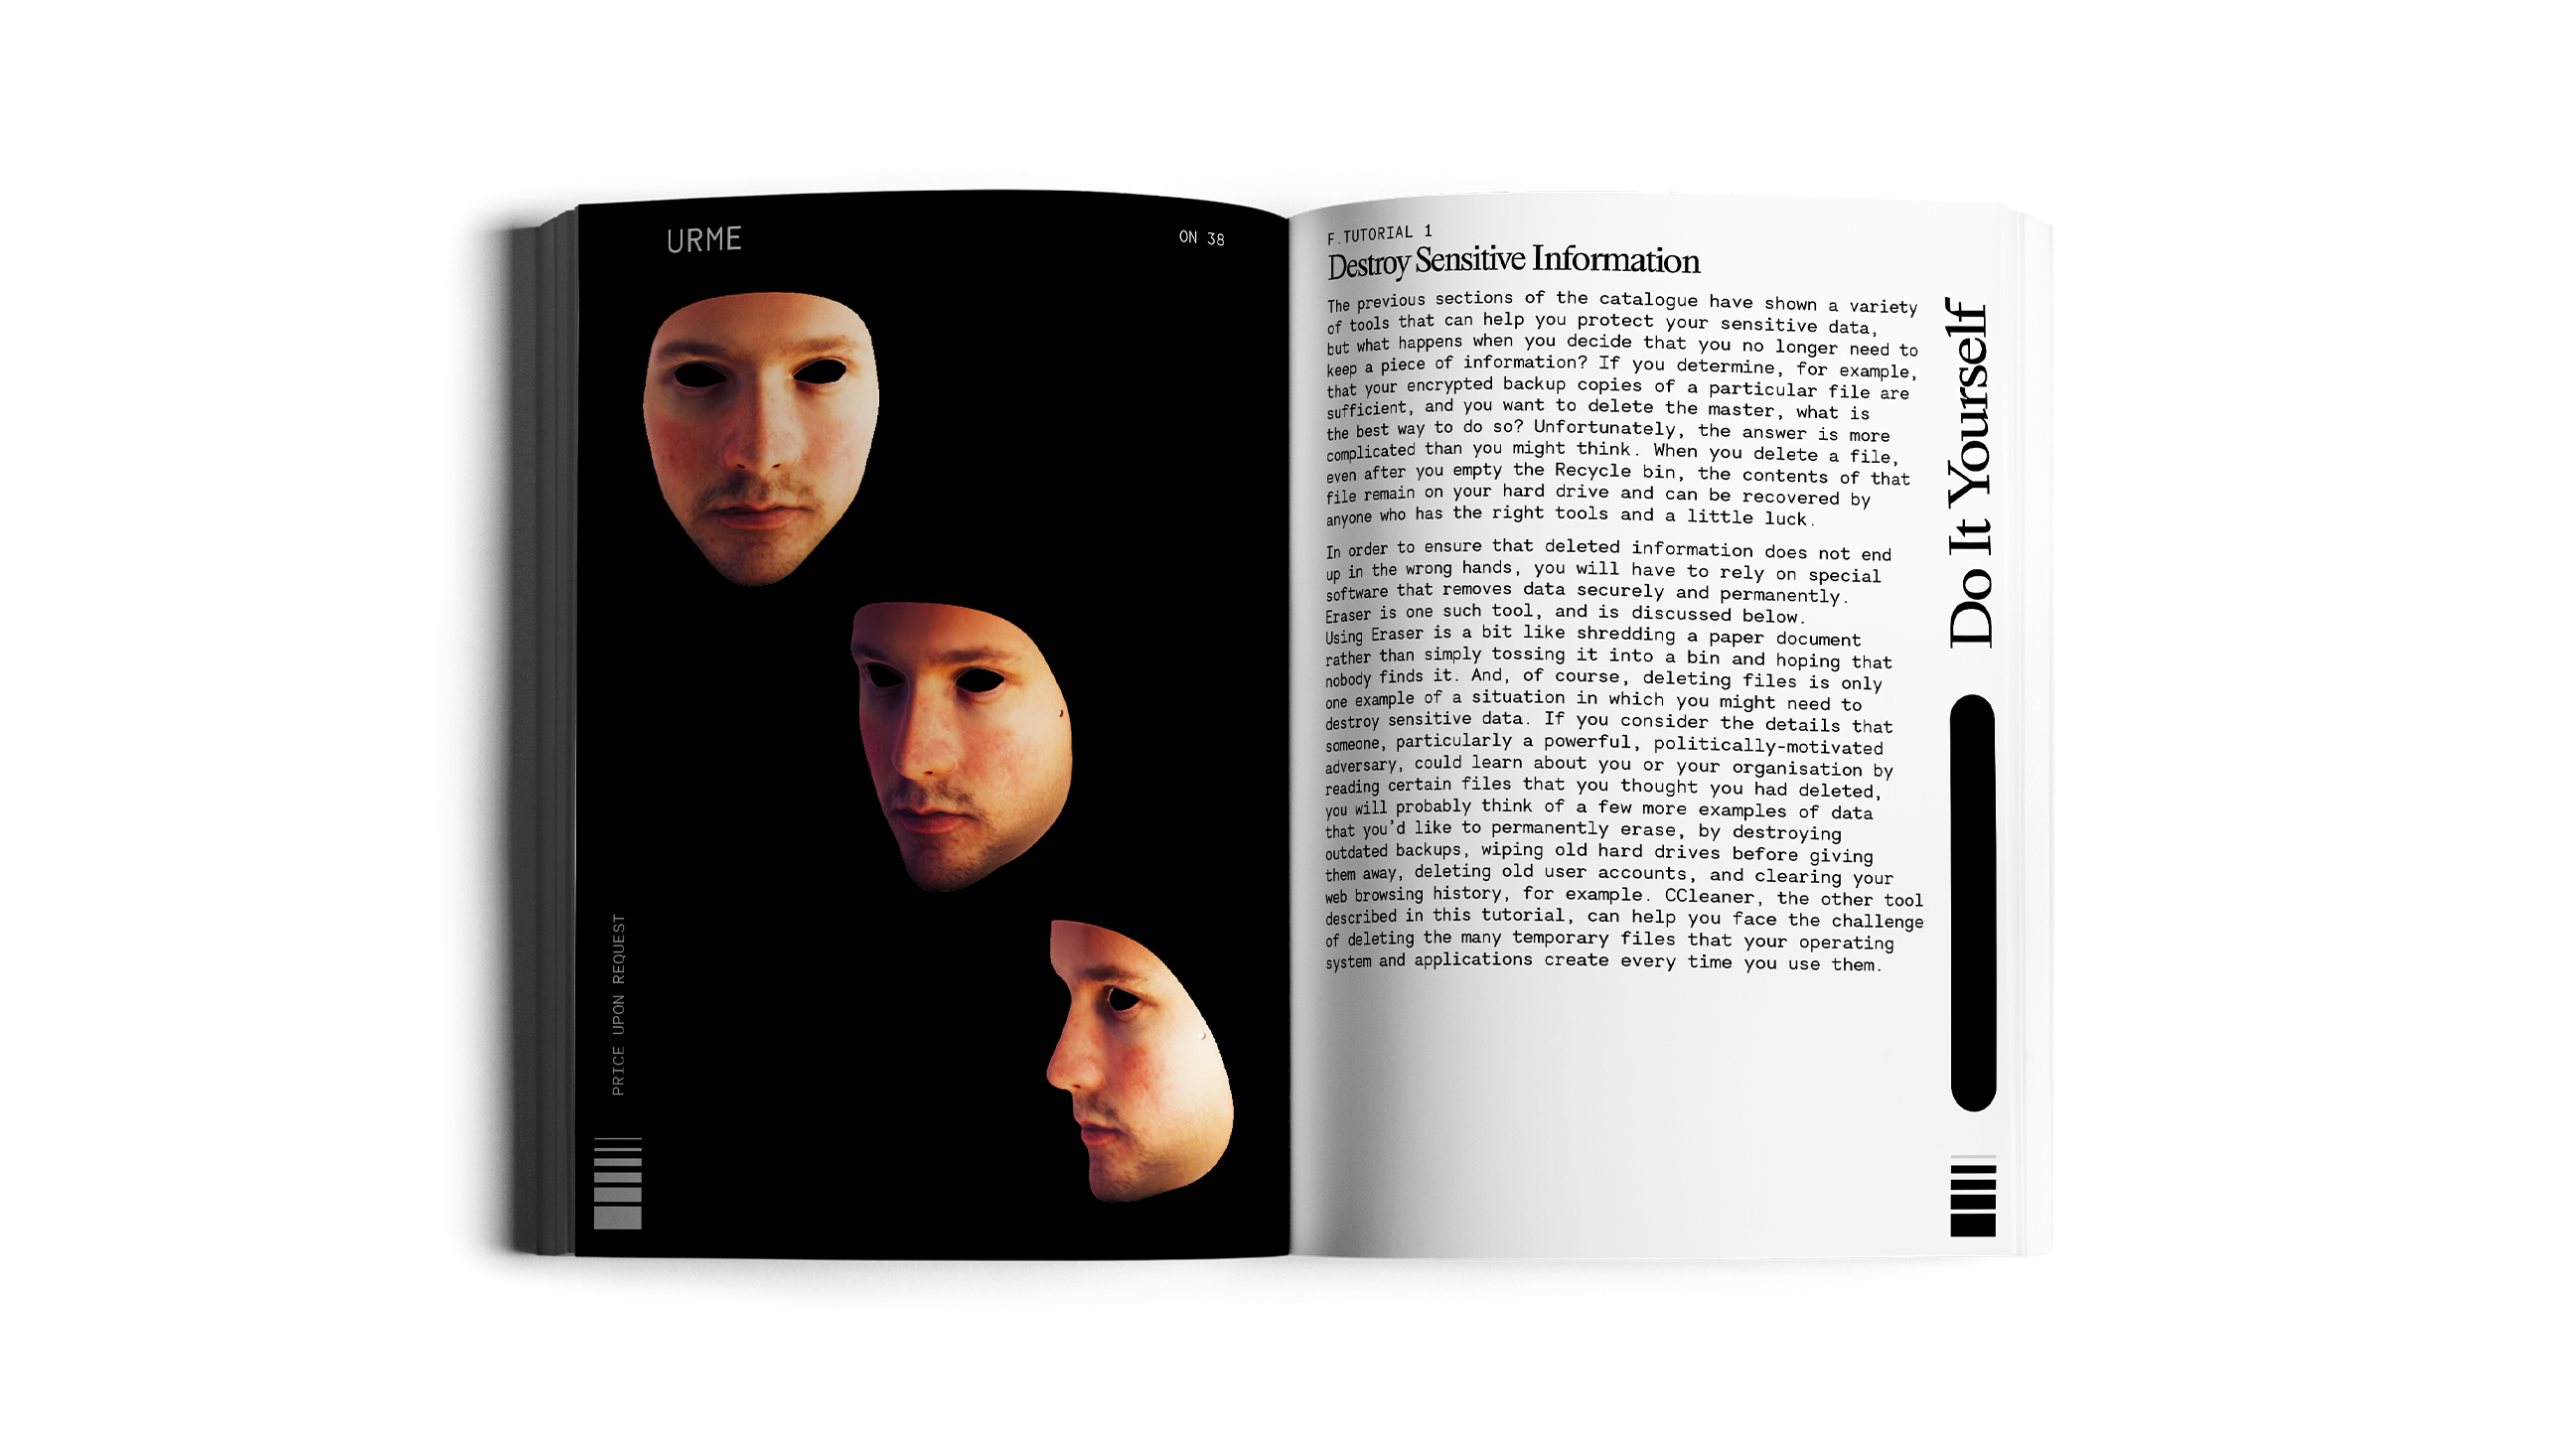 URME
ON 38
PRICE UPON REQUEST
F.TUTORIAL 1
Destroy Sensitive Information
The previous sections of the catalogue have shown a variety
of tools that can help you protect your sensitive data,
but what happens when you decide that you no longer need to
keep a piece of information? If you determine, for example,
that your encrypted backup copies of a particular file are
sufficient, and you want to delete the master, what is
the best way to do so? Unfortunately, the answer is more
complicated than you might think. When you delete a file,
even after you empty the Recycle bin, the contents of that
file remain on your hard drive and can be recovered by
anyone who has the right tools and a little luck.
In order to ensure that deleted information does not end
up in the wrong hands, you will have to rely on special
software that removes data securely and permanently.
Eraser is one such tool, and is discussed below.
Using Eraser is a bit like shredding a paper document
rather than simply tossing it into a bin and hoping that
nobody finds it. And, of course, deleting files is only
one example of a situation in which you might need to
destroy sensitive data. If you consider the details that
someone, particularly a powerful, politically-motivated
adversary, could learn about you or your organisation by
reading certain files that you thought you had deleted,
you will probably think of a few more examples of data
that you'd like to permanently erase, by destroying
outdated backups, wiping old hard drives before giving
them away, deleting old user accounts, and clearing your
web browsing history, for example. CCleaner, the other tool
described in this tutorial, can help you face the challenge
of deleting the many temporary files that your operating
system and applications create every time you use them.
Do It Yourself